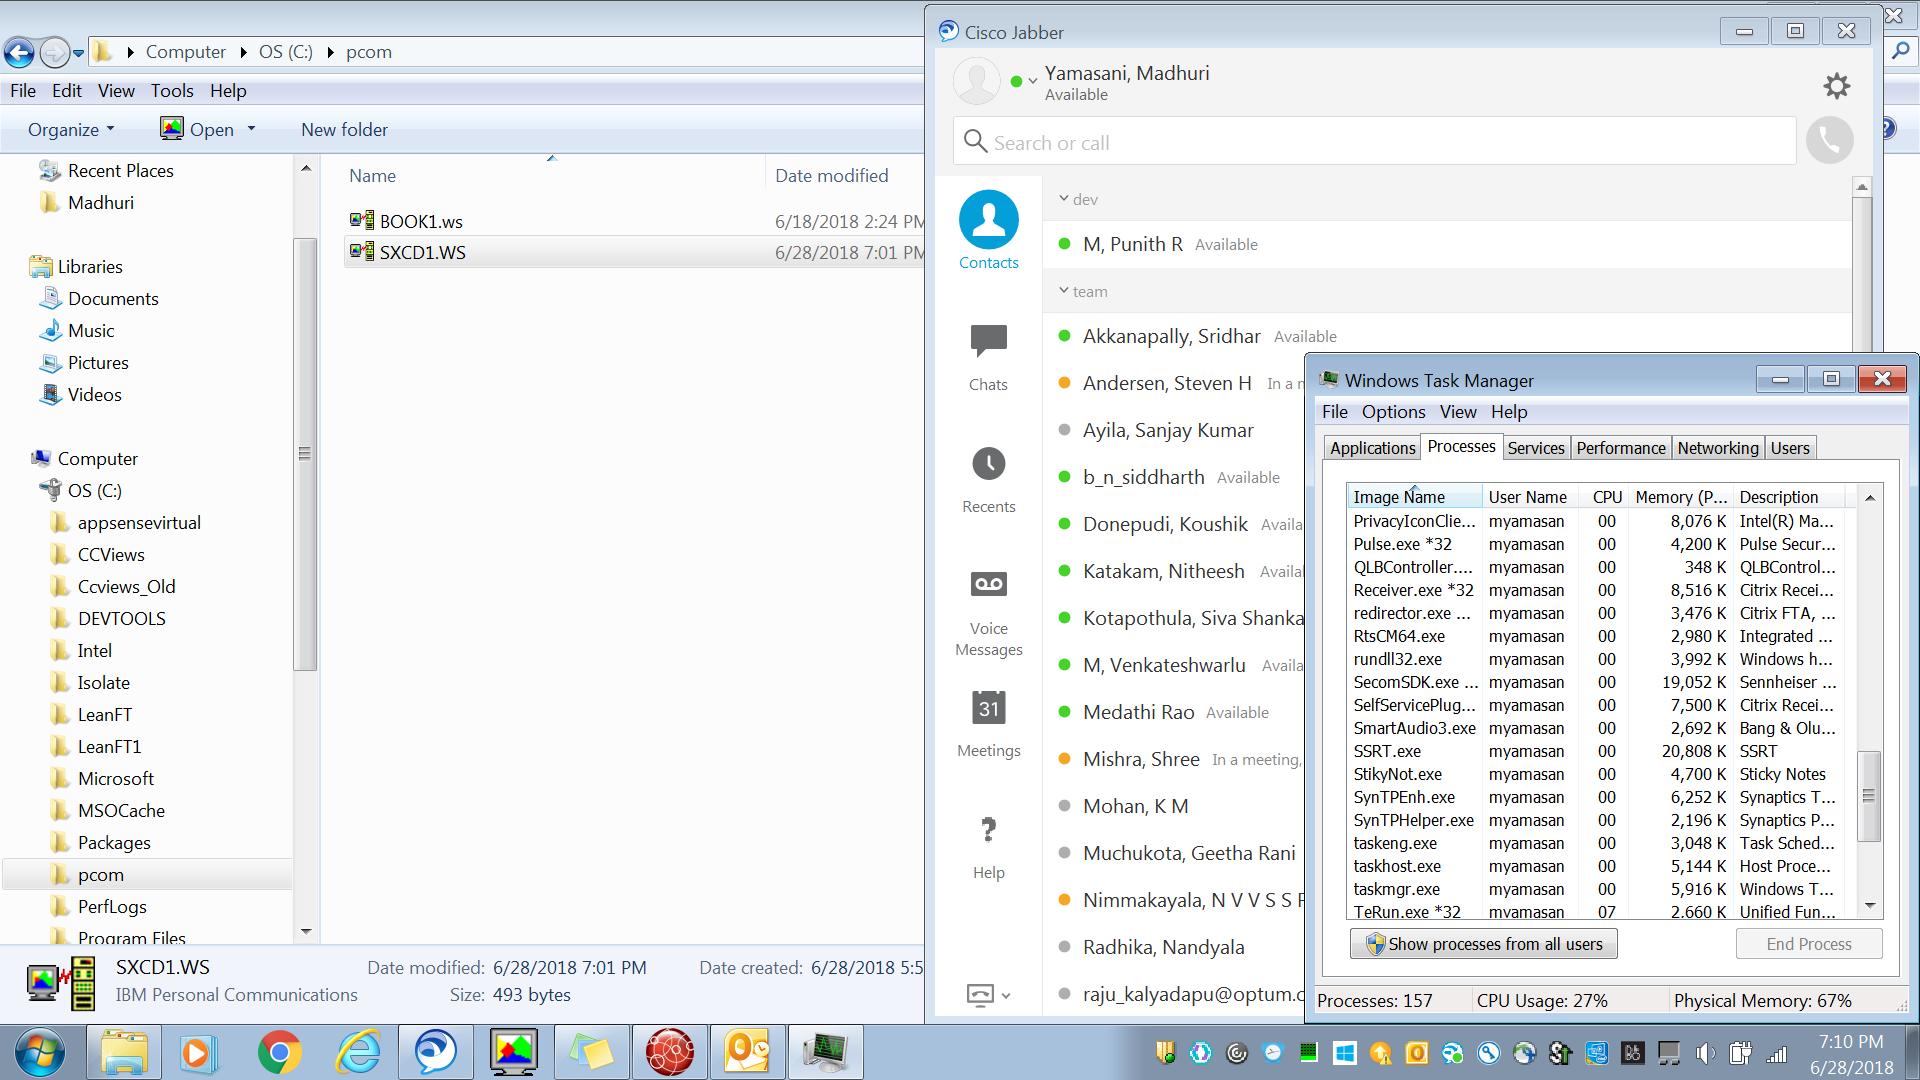 Computer
OS (C:)
pcom
File Edit View Tools Help
Organize
Open
New folder
Recent Places
Madhuri
Libraries
Documents
Music
Pictures
Videos
Computer
OS (C:)
appsensevirtual
CCViews
Ccviews_Old
DEVTOOLS
Intel
Isolate
LeanFT
LeanFT1
Microsoft
MSOCache
Packages
pcom
PerfLogs
Program Files
Name Date modified
BOOK1.ws 6/18/2018 2:24 PM
SXCD1.WS 6/28/2018 7:01 PM
SXCD1.WS Date modified: 6/28/2018 7:01 PM Date created: 6/28/2018 5:5
IBM Personal Communications Size: 493 bytes
Cisco Jabber
Yamasani, Madhuri
Available
Search or call
Contacts
Chats
Recents
Voice
Messages
31
Meetings
?
Help
dev
M, Punith R Available
team
Akkanapally, Sridhar Available
Andersen, Steven H In a m
Ayila, Sanjay Kumar
b_n_siddharth Available
Donepudi, Koushik Availa
Katakam, Nitheesh Availa
Kotapothula, Siva Shanka
M, Venkateshwarlu Availa
Medathi Rao Available
Mishra, Shree In a meeting,
Mohan, K M
Muchukota, Geetha Rani
Nimmakayala, N V V S S P
Radhika, Nandyala
raju_kalyadapu@optum.c
Windows Task Manager
File Options View Help
Applications Processes Services Performance Networking Users
Image Name User Name CPU Memory (P... Description
PrivacyIconClie... myamasan 00 8,076 K Intel(R) Ma...
Pulse.exe *32 myamasan 00 4,200 K Pulse Secur...
QLBController.... myamasan 00 348 K QLBControl...
Receiver.exe *32 myamasan 00 8,516 K Citrix Recei...
redirector.exe ... myamasan 00 3,476 K Citrix FTA, ...
RtsCM64.exe myamasan 00 2,980 K Integrated ...
rundll32.exe myamasan 00 3,992 K Windows h...
SecomSDK.exe ... myamasan 00 19,052 K Sennheiser ...
SelfServicePlug... myamasan 00 7,500 K Citrix Recei...
SmartAudio3.exe myamasan 00 2,692 K Bang & Olu...
SSRT.exe myamasan 00 20,808 K SSRT
StikyNot.exe myamasan 00 4,700 K Sticky Notes
SynTPEnh.exe myamasan 00 6,252 K Synaptics T...
SynTPHelper.exe myamasan 00 2,196 K Synaptics P...
taskeng.exe myamasan 00 3,048 K Task Sched...
taskhost.exe myamasan 00 5,144 K Host Proce...
taskmgr.exe myamasan 00 5,916 K Windows T...
TeRun.exe *32 myamasan 07 2,660 K Unified Fun...
Show processes from all users
End Process
Processes: 157 CPU Usage: 27% Physical Memory: 67%
7:10 PM
6/28/2018